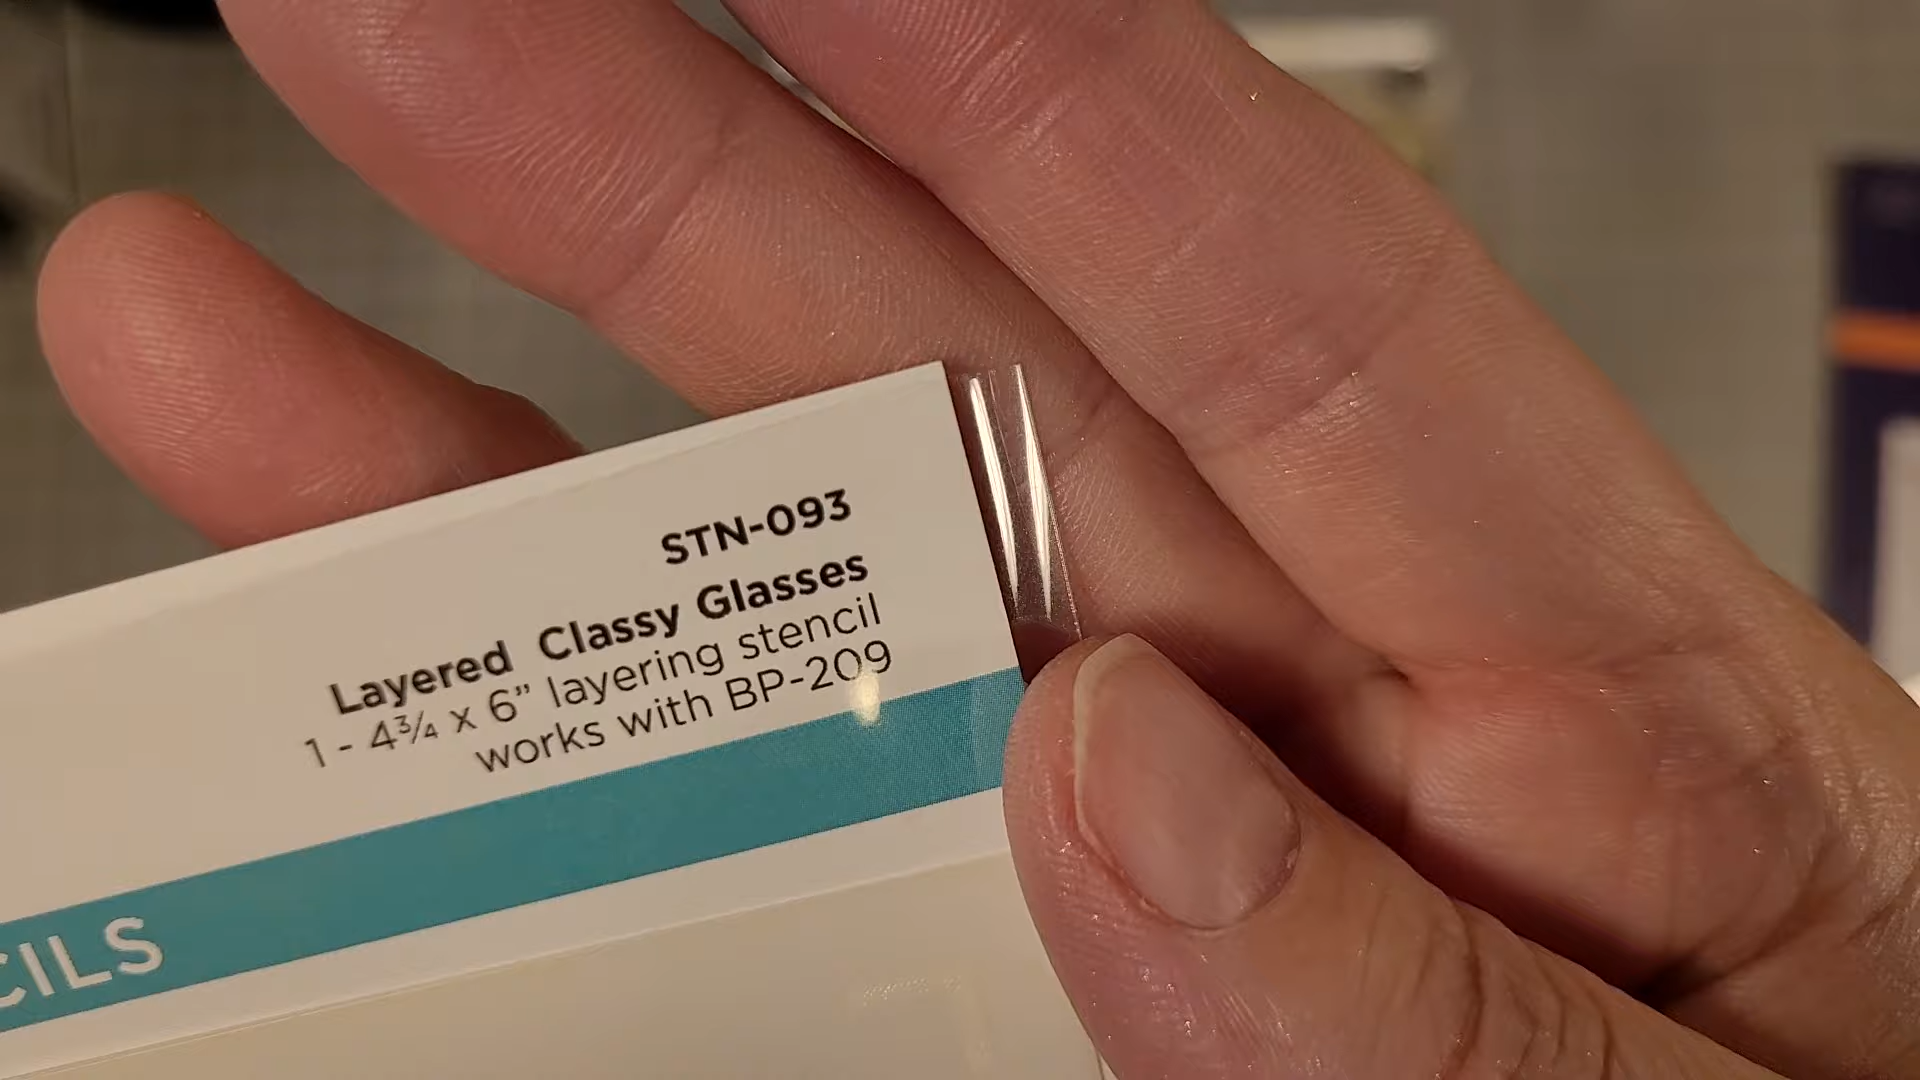 STN-093
Layered Classy Glasses
1 - 4¾ x 6” layering stencil
works with BP-209
CILS